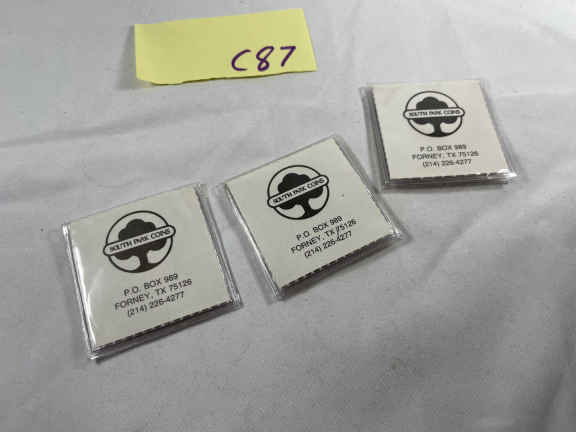 C87
SOUTH PARK COINS
P.O. BOX 989
FORNEY, TX 75126
(214) 226-4277
SOUTH PARK COINS
P.O. BOX 989
FORNEY, TX 75126
(214) 226-4277
SOUTH PARK COINS
P.O. BOX 989
FORNEY, TX 75126
(214) 226-4277